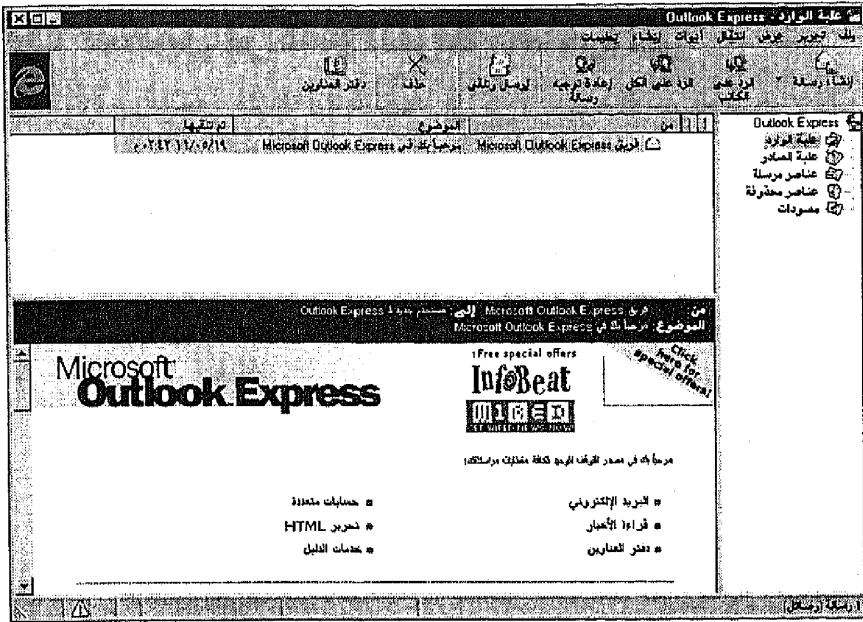 علبة الوارد - Outlook Express
ملف تحرير عرض انتقال أدوات إنشاء تعليمات
إنشاء رسالة
الرد على الكاتب
الرد على الكل
إعادة توجيه رسالة
إرسال وتلقي
حذف
دفتر العناوين
Outlook Express
علبة الوارد
علبة الصادر
عناصر مرسلة
عناصر محذوفة
مسودات
من الموضوع تم تلقيها
فريق Microsoft Outlook Express مرحباً بك في Microsoft Outlook Express
من: فريق Microsoft Outlook Express إلى: مستخدم جديد لـ Outlook Express
الموضوع: مرحباً بك في Microsoft Outlook Express
Click here for special offers!
Free special offers:
InfoBeat
WIRED
Microsoft
Outlook Express
مرحباً بك في مصدر التوقف الوحيد لكافة متطلبات مراسلاتك:
البريد الإلكتروني
قراءة الأخبار
دفتر العناوين
حسابات متعددة
تحرير HTML
خدمات الدليل